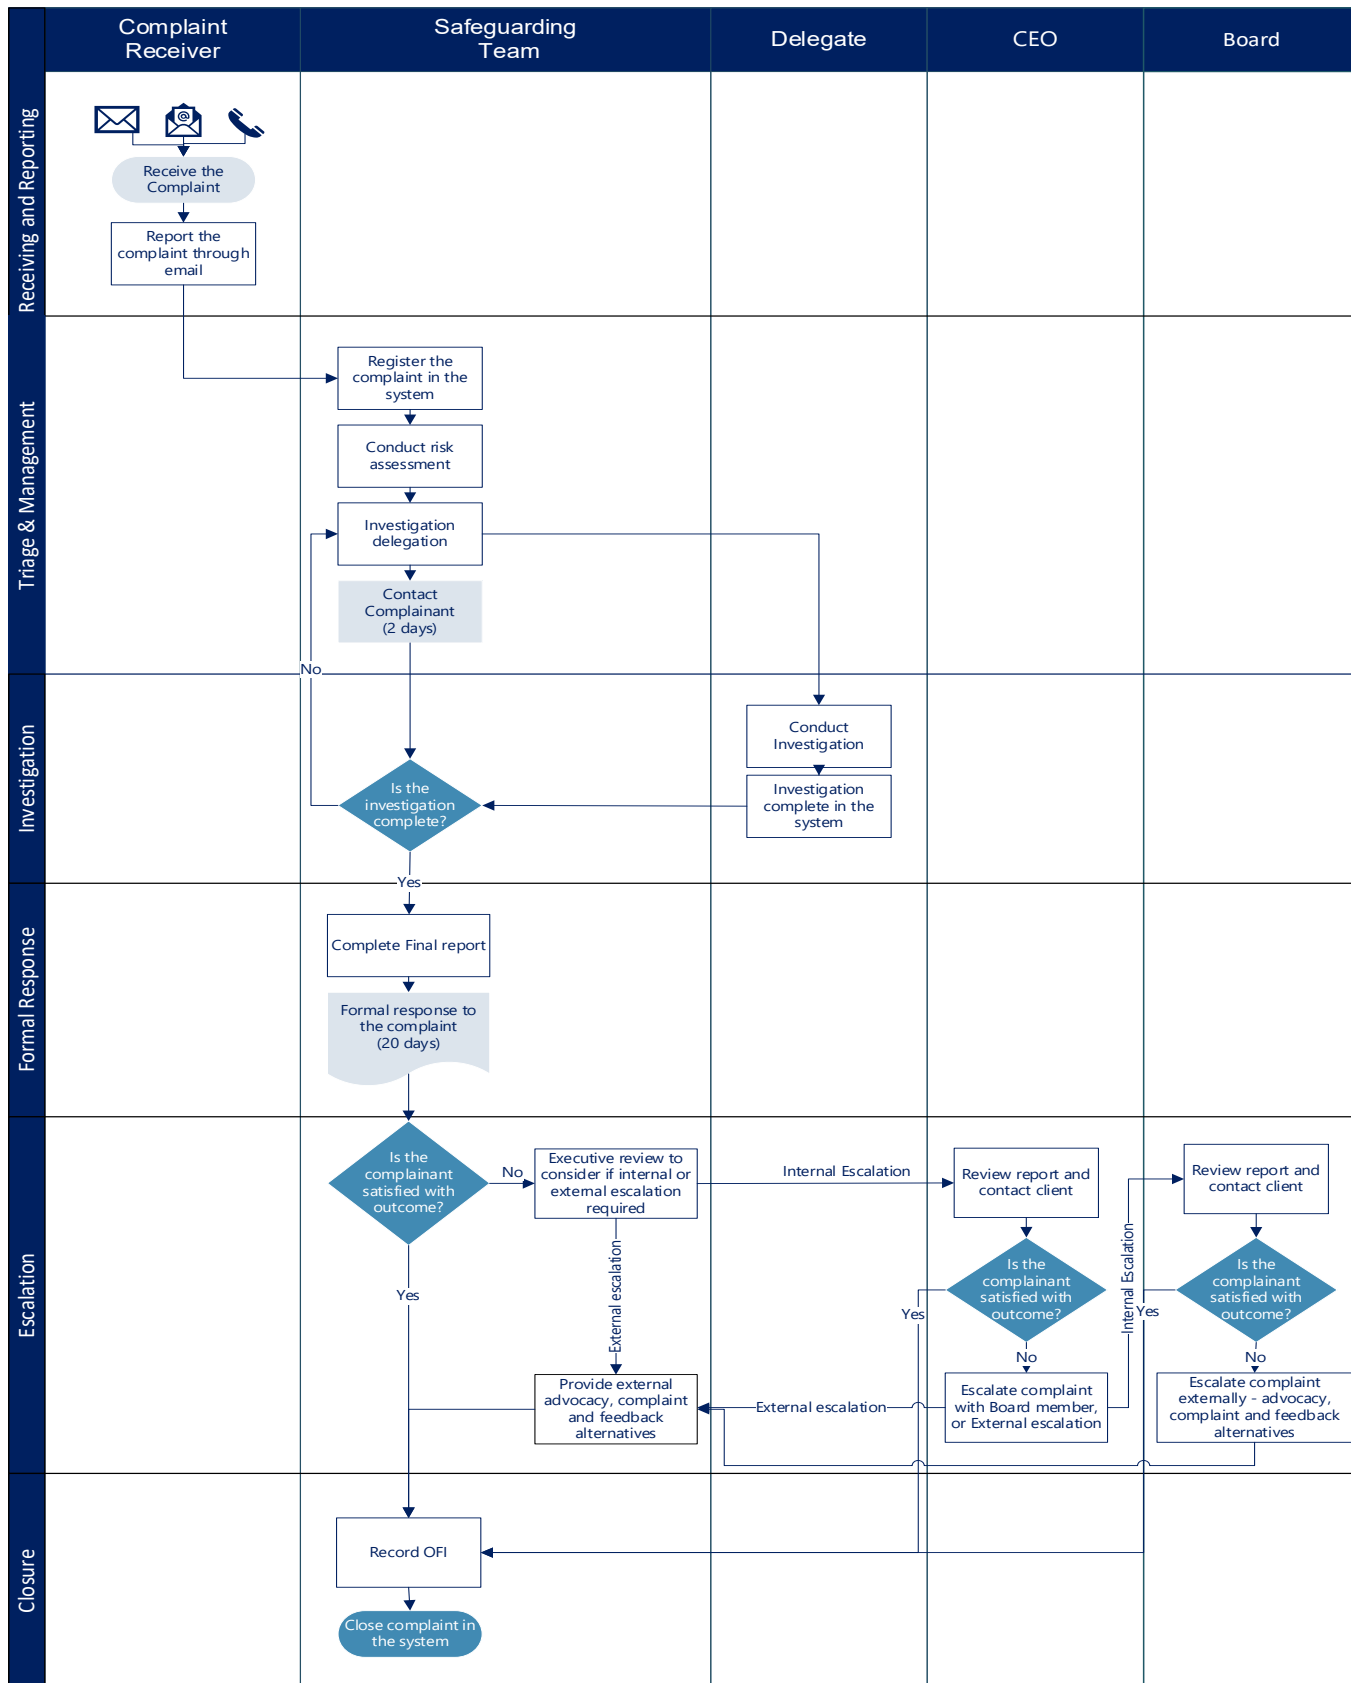 Complaint
Receiver
Safeguarding
Team
Delegate
CEO
Board
Receiving and Reporting
@
Receive the
Complaint
Report the
complaint through
email
Triage & Management
Register the
complaint in the
system
Conduct risk
assessment
Investigation
delegation
Contact
Complainant
(2 days)
No
Investigation
Conduct
Investigation
Is the
investigation
complete?
Investigation
complete in the
system
Yes
Formal Response
Complete Final report
Formal response to
the complaint
(20 days)
Escalation
Is the
complainant
satisfied with
outcome?
No
Executive review to
consider if internal or
external escalation
required
Internal Escalation
Review report and
contact client
Review report and
contact client
Yes
External escalation
Is the
complainant
satisfied with
outcome?
Yes
Internal Escalation
Is the
complainant
satisfied with
outcome?
Yes
No
No
Provide external
advocacy, complaint
and feedback
alternatives
External escalation
Escalate complaint
with Board member,
or External escalation
Escalate complaint
externally - advocacy,
complaint and feedback
alternatives
Closure
Record OFI
Close complaint in
the system